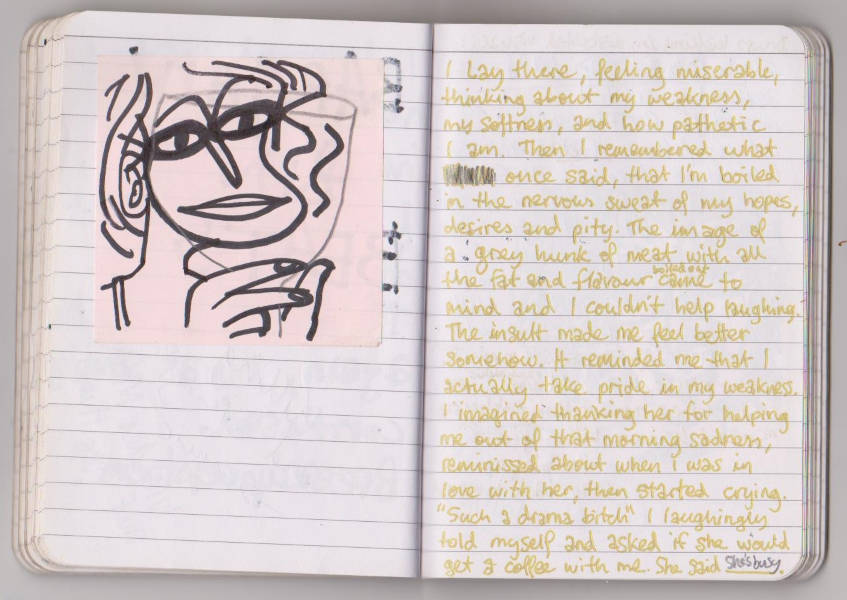 I lay there, feeling miserable,
thinking about my weakness,
my softness, and how pathetic
I am. Then I remembered what
once said, that I'm boiled
in the nervous sweat of my hopes,
desires and pity. The image of
a grey hunk of meat with all
the fat and flavour boiled out came to
mind and I couldn't help laughing.
The insult made me feel better
somehow. It reminded me that I
actually take pride in my weakness.
I imagined thanking her for helping
me out of that morning sadness,
reminissed about when I was in
love with her, then started crying.
"Such a drama bitch" I laughingly
told myself and asked if she would
get a coffee with me. She said she's busy.